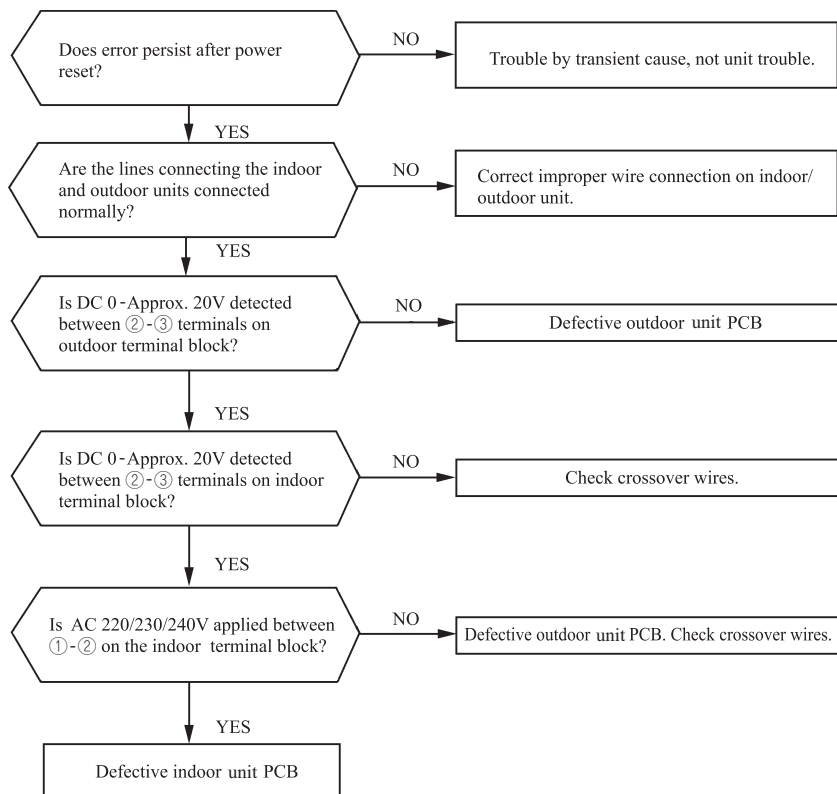 Does error persist after power
reset?
NO
Trouble by transient cause, not unit trouble.
YES
Are the lines connecting the indoor
and outdoor units connected
normally?
NO
Correct improper wire connection on indoor/
outdoor unit.
YES
Is DC 0-Approx. 20V detected
between ②-③ terminals on
outdoor terminal block?
NO
Defective outdoor unit PCB
YES
Is DC 0-Approx. 20V detected
between ②-③ terminals on indoor
terminal block?
NO
Check crossover wires.
YES
Is AC 220/230/240V applied between
①-② on the indoor terminal block?
NO
Defective outdoor unit PCB. Check crossover wires.
YES
Defective indoor unit PCB